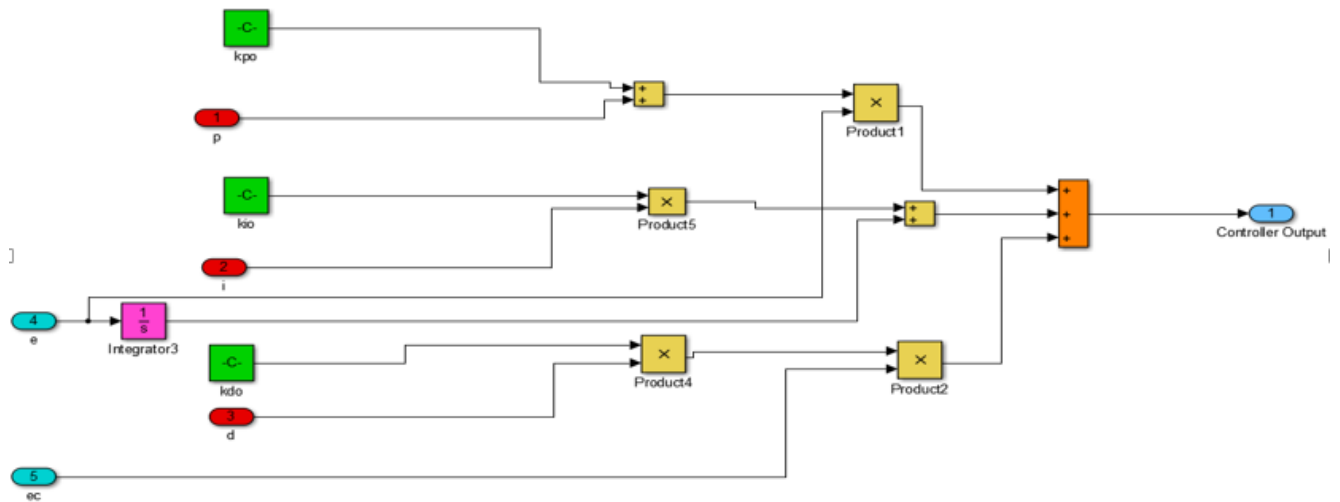 -C-
kpo
+
+
1
p
×
Product1
-C-
kio
×
Product5
+
+
+
+
+
1
Controller Output
2
i
4
e
1
s
Integrator3
-C-
kdo
×
Product4
×
Product2
3
d
5
ec